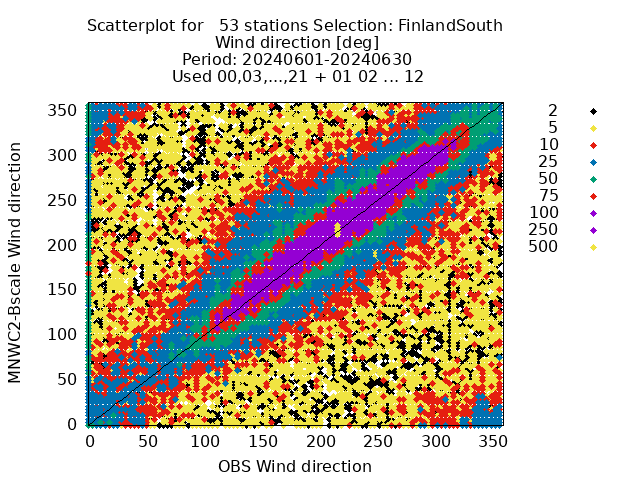 Scatterplot for   53 stations Selection: FinlandSouth
Wind direction [deg]
Period: 20240601-20240630
Used 00,03,...,21 + 01 02 ... 12
MNWC2-Bscale Wind direction
350
300
250
200
150
100
50
0
0 50 100 150 200 250 300 350
OBS Wind direction
2
5
10
25
50
75
100
250
500